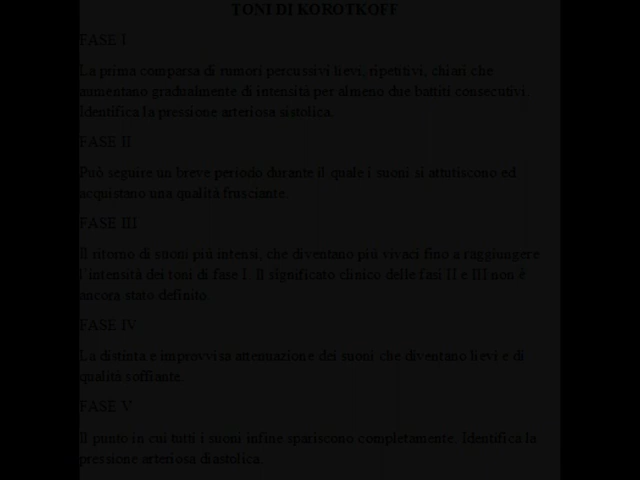 TONI DI KOROTKOFF
FASE I
La prima comparsa di rumori percussivi lievi, ripetitivi, chiari che
aumentano gradualmente di intensità per almeno due battiti consecutivi.
Identifica la pressione arteriosa sistolica.
FASE II
Può seguire un breve periodo durante il quale i suoni si attutiscono ed
acquistano una qualità frusciante.
FASE III
Il ritorno di suoni più intensi, che diventano più vivaci fino a raggiungere
l'intensità dei toni di fase I. Il significato clinico delle fasi II e III non è
ancora stato definito
FASE IV
La distinta e improvvisa attenuazione dei suoni che diventano lievi e di
qualità soffiante.
FASE V
Il punto in cui tutti i suoni infine spariscono completamente. Identifica la
pressione arteriosa diastolica.